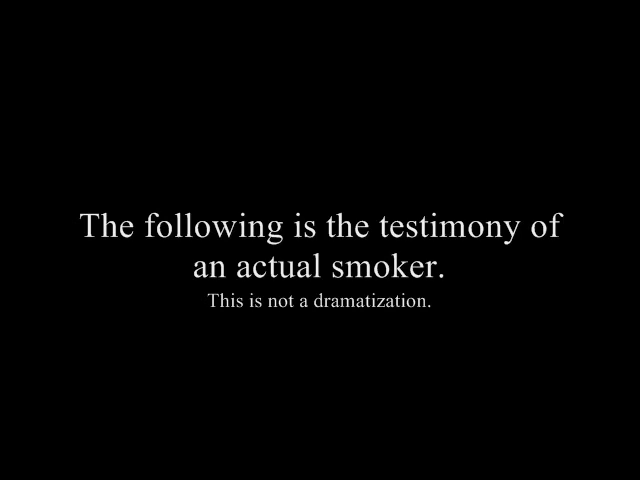 The following is the testimony of
an actual smoker.
This is not a dramatization.